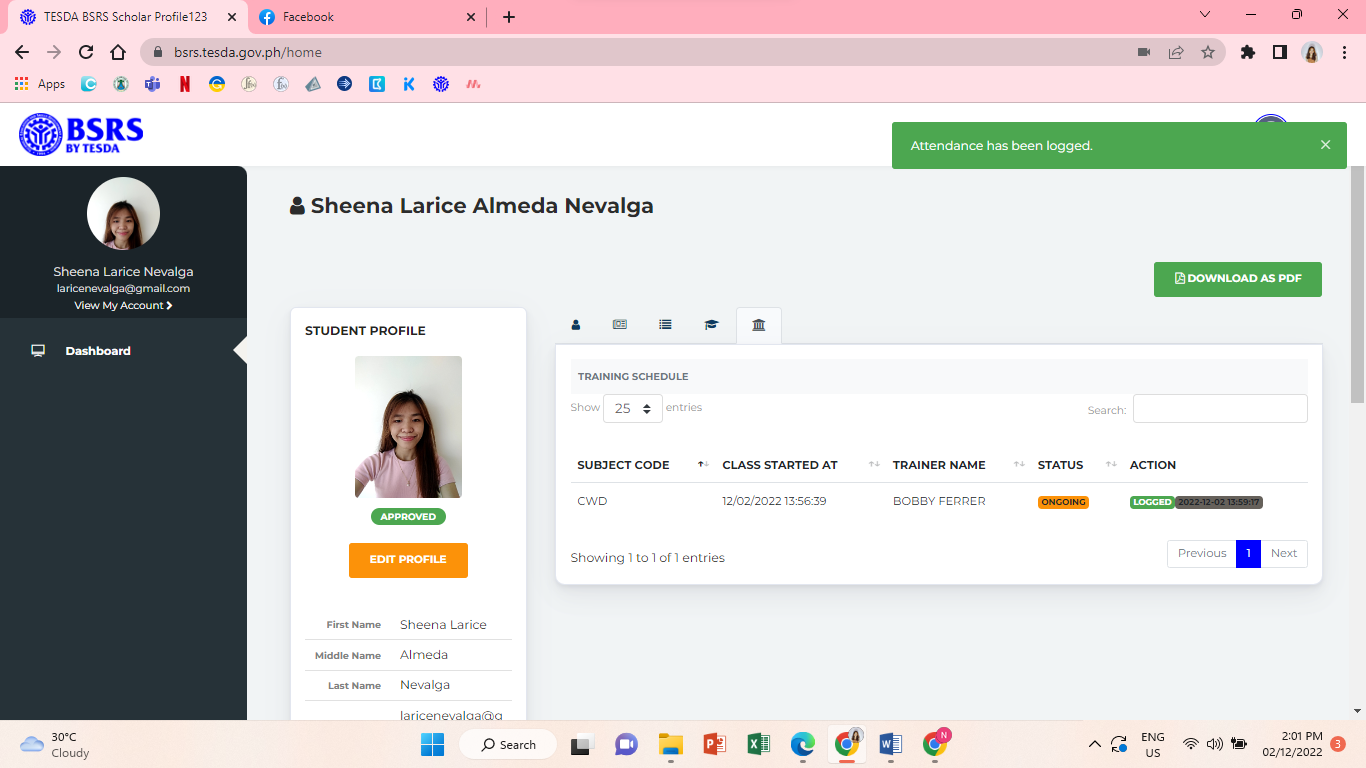 TESDA BSRS Scholar Profile123
Facebook
bsrs.tesda.gov.ph/home
Apps
BSRS
BY TESDA
Attendance has been logged.
Sheena Larice Nevalga
laricenevalga@gmail.com
View My Account
Dashboard
Sheena Larice Almeda Nevalga
DOWNLOAD AS PDF
STUDENT PROFILE
APPROVED
EDIT PROFILE
First Name Sheena Larice
Middle Name Almeda
Last Name Nevalga
laricenevalga@g
TRAINING SCHEDULE
Show 25 entries
Search:
SUBJECT CODE CLASS STARTED AT TRAINER NAME STATUS ACTION
CWD 12/02/2022 13:56:39 BOBBY FERRER ONGOING LOGGED 2022-12-02 13:59:17
Showing 1 to 1 of 1 entries
Previous 1 Next
30°C
Cloudy
Search
N
ENG
US
2:01 PM
02/12/2022
3